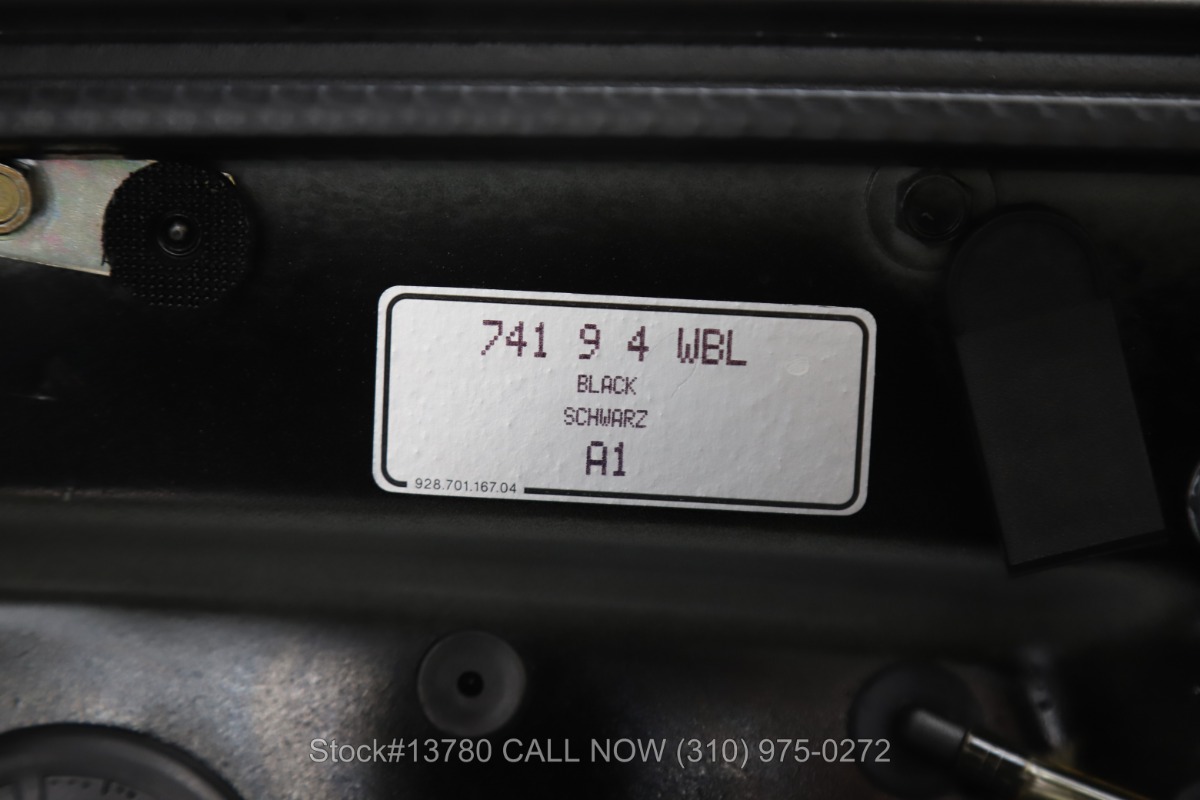 741 9 4 WBL
BLACK
SCHWARZ
A1
928.701.167.04
Stock#13780 CALL NOW (310) 975-0272